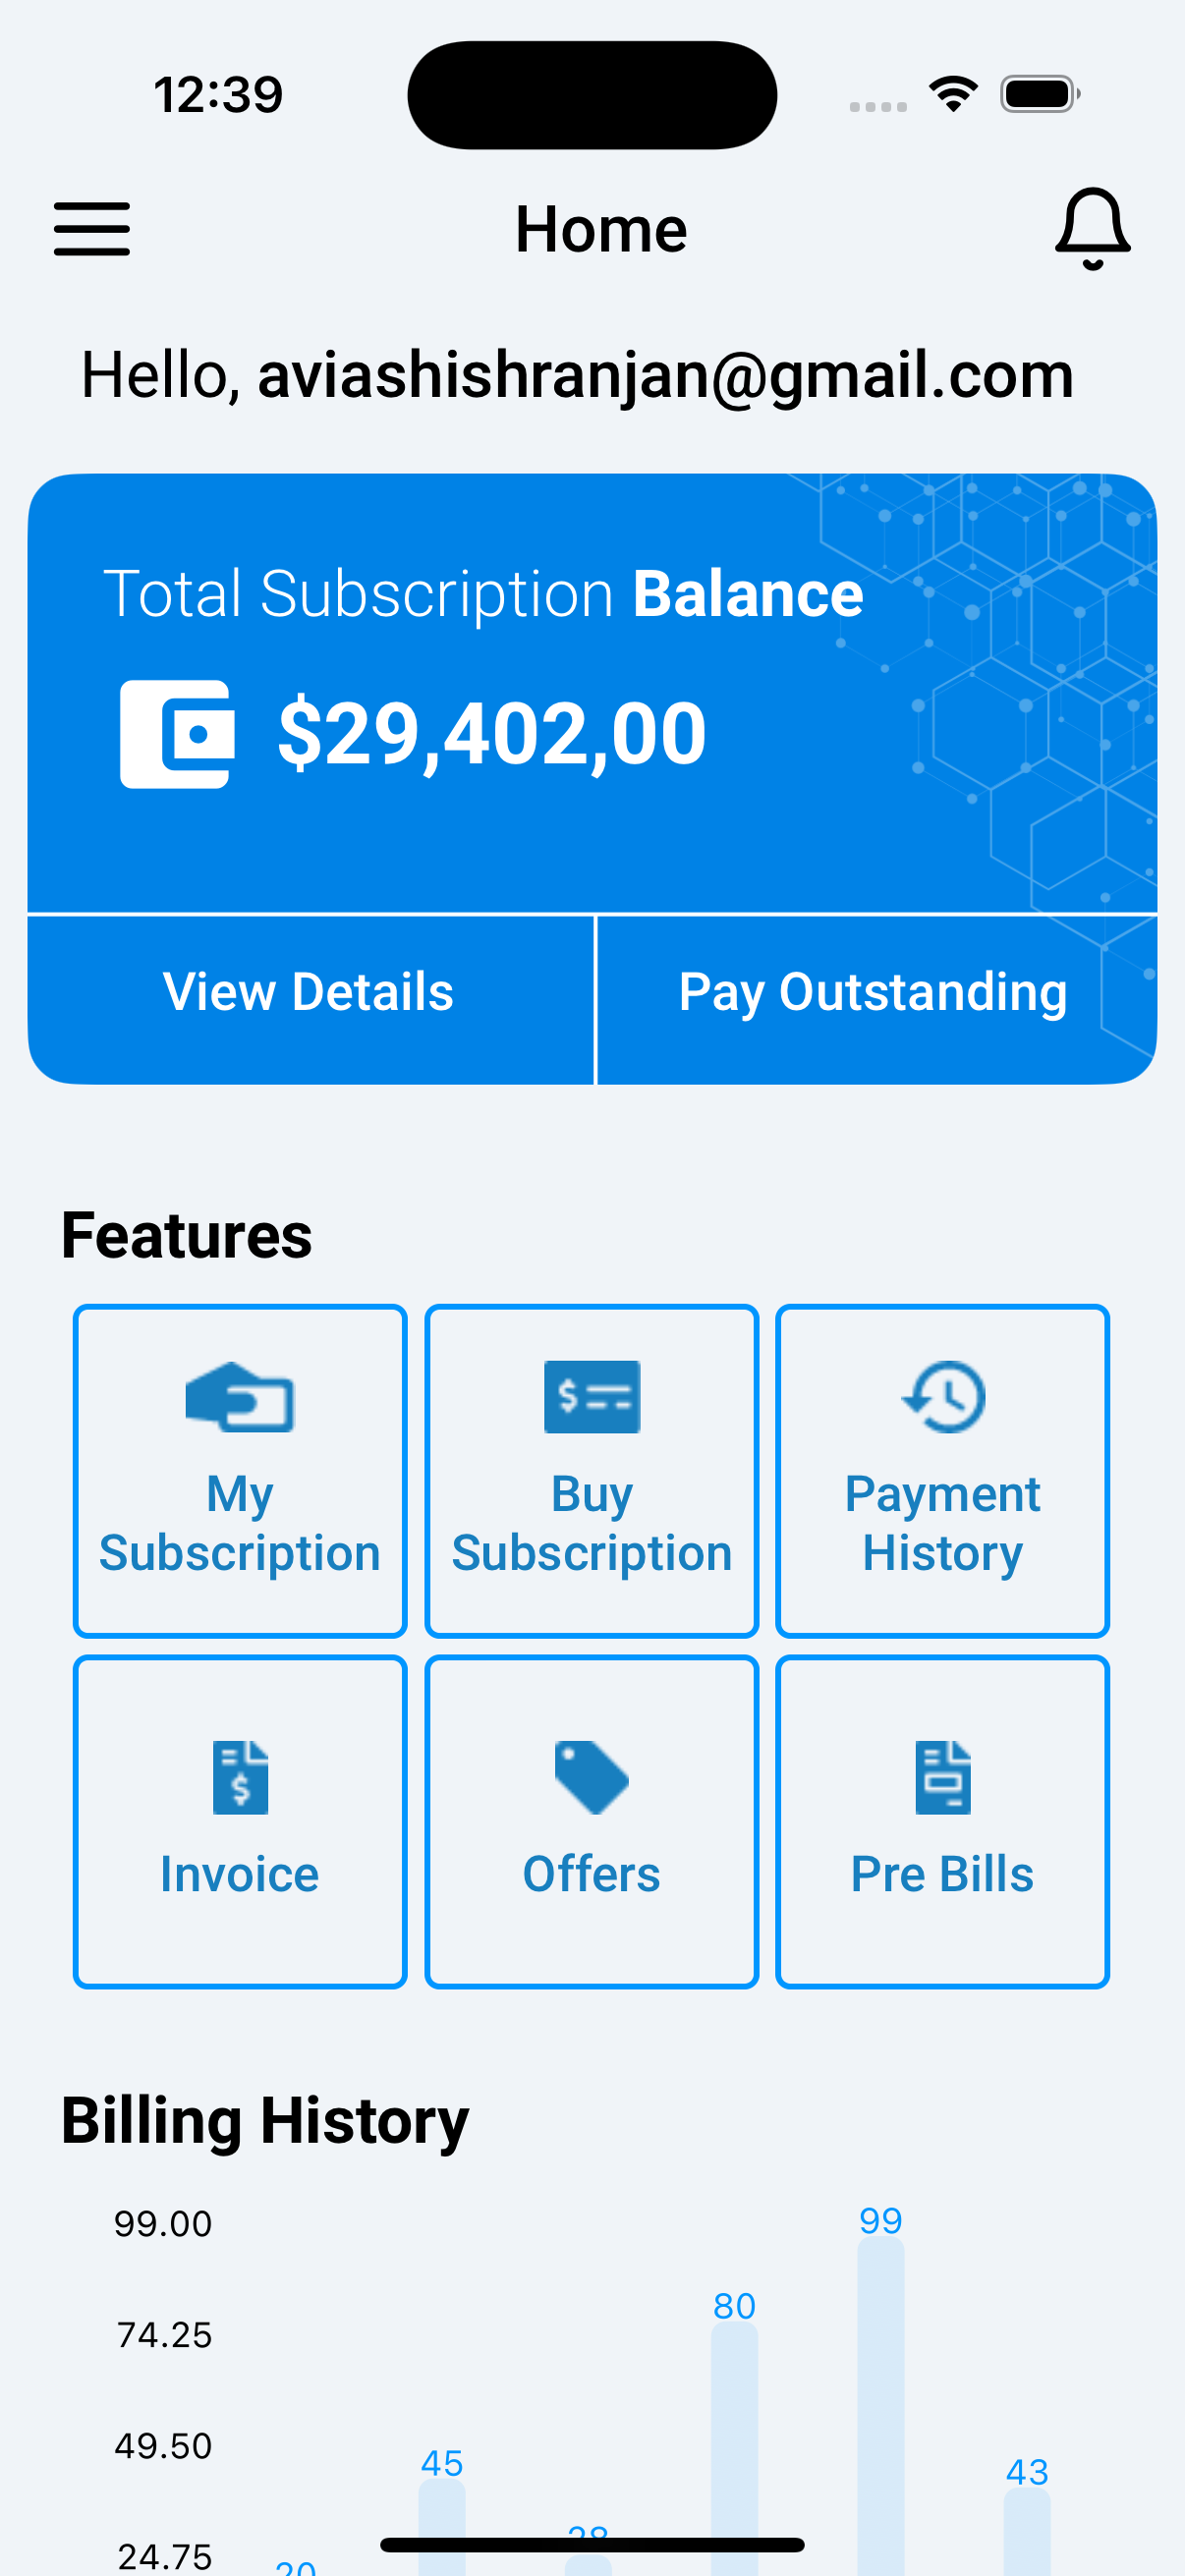 12:39
Home
Hello, aviashishranjan@gmail.com
Total Subscription Balance
$29,402,00
View Details
Pay Outstanding
Features
My
Subscription
Buy
Subscription
Payment
History
Invoice
Offers
Pre Bills
Billing History
99.00
99
80
74.25
49.50
45
43
28
24.75
20